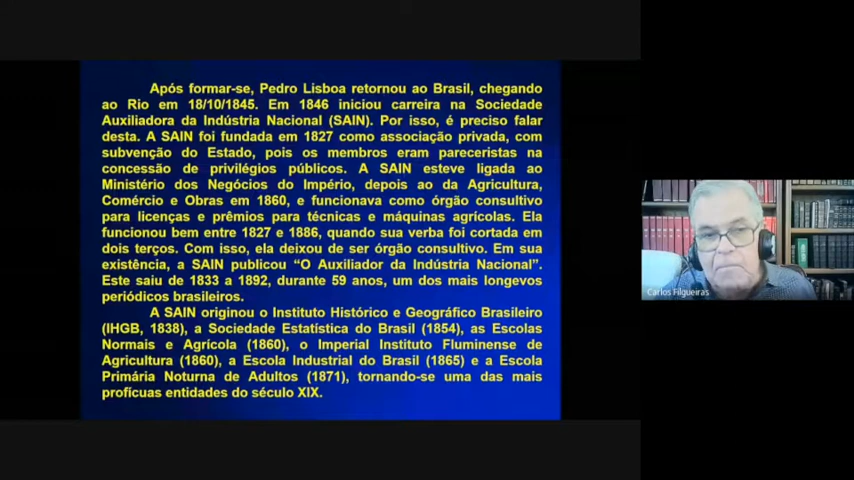 Após formar-se, Pedro Lisboa retornou ao Brasil, chegando
ao Rio em 18/10/1845. Em 1846 iniciou carreira na Sociedade
Auxiliadora da Indústria Nacional (SAIN). Por isso, é preciso falar
desta. A SAIN foi fundada em 1827 como associação privada, com
subvenção do Estado, pois os membros eram pareceristas na
concessão de privilégios públicos. A SAIN esteve ligada ao
Ministério dos Negócios do Império, depois ao da Agricultura,
Comércio e Obras em 1860, e funcionava como órgão consultivo
para licenças e prêmios para técnicas e máquinas agrícolas. Ela
funcionou bem entre 1827 e 1886, quando sua verba foi cortada em
dois terços. Com isso, ela deixou de ser órgão consultivo. Em sua
existência, a SAIN publicou “O Auxiliador da Indústria Nacional”.
Este saiu de 1833 a 1892, durante 59 anos, um dos mais longevos
periódicos brasileiros.
A SAIN originou o Instituto Histórico e Geográfico Brasileiro
(IHGB, 1838), a Sociedade Estatística do Brasil (1854), as Escolas
Normais e Agrícola (1860), o Imperial Instituto Fluminense de
Agricultura (1860), a Escola Industrial do Brasil (1865) e a Escola
Primária Noturna de Adultos (1871), tornando-se uma das mais
profícuas entidades do século XIX.
Carlos Filgueiras